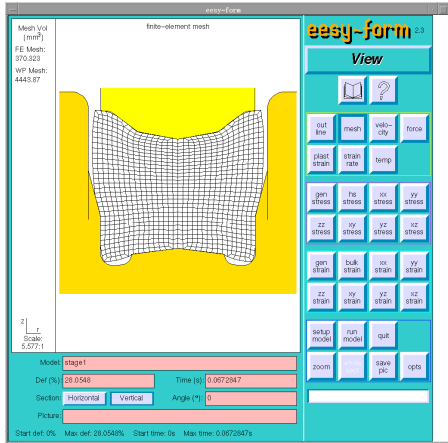 eesy-form
Mesh Vol
(mm³)
FE Mesh:
370.323
WP Mesh:
4443.87
finite-element mesh
z
r
Scale:
5.577:1
eesy-form 2.3
View
?
out line
mesh
velo- city
force
plast strain
strain rate
temp
gen stress
hs stress
xx stress
yy stress
zz stress
xy stress
yz stress
xz stress
gen strain
bulk strain
xx strain
yy strain
zz strain
xy strain
yz strain
xz strain
setup model
run model
quit
zoom
save pic
opts
Model: stage1
Def (%): 28.0548 Time (s): 0.0672847
Section: Horizontal Vertical Angle (°): 0
Picture:
Start def: 0% Max def: 28.0548% Start time: 0s Max time: 0.0672847s